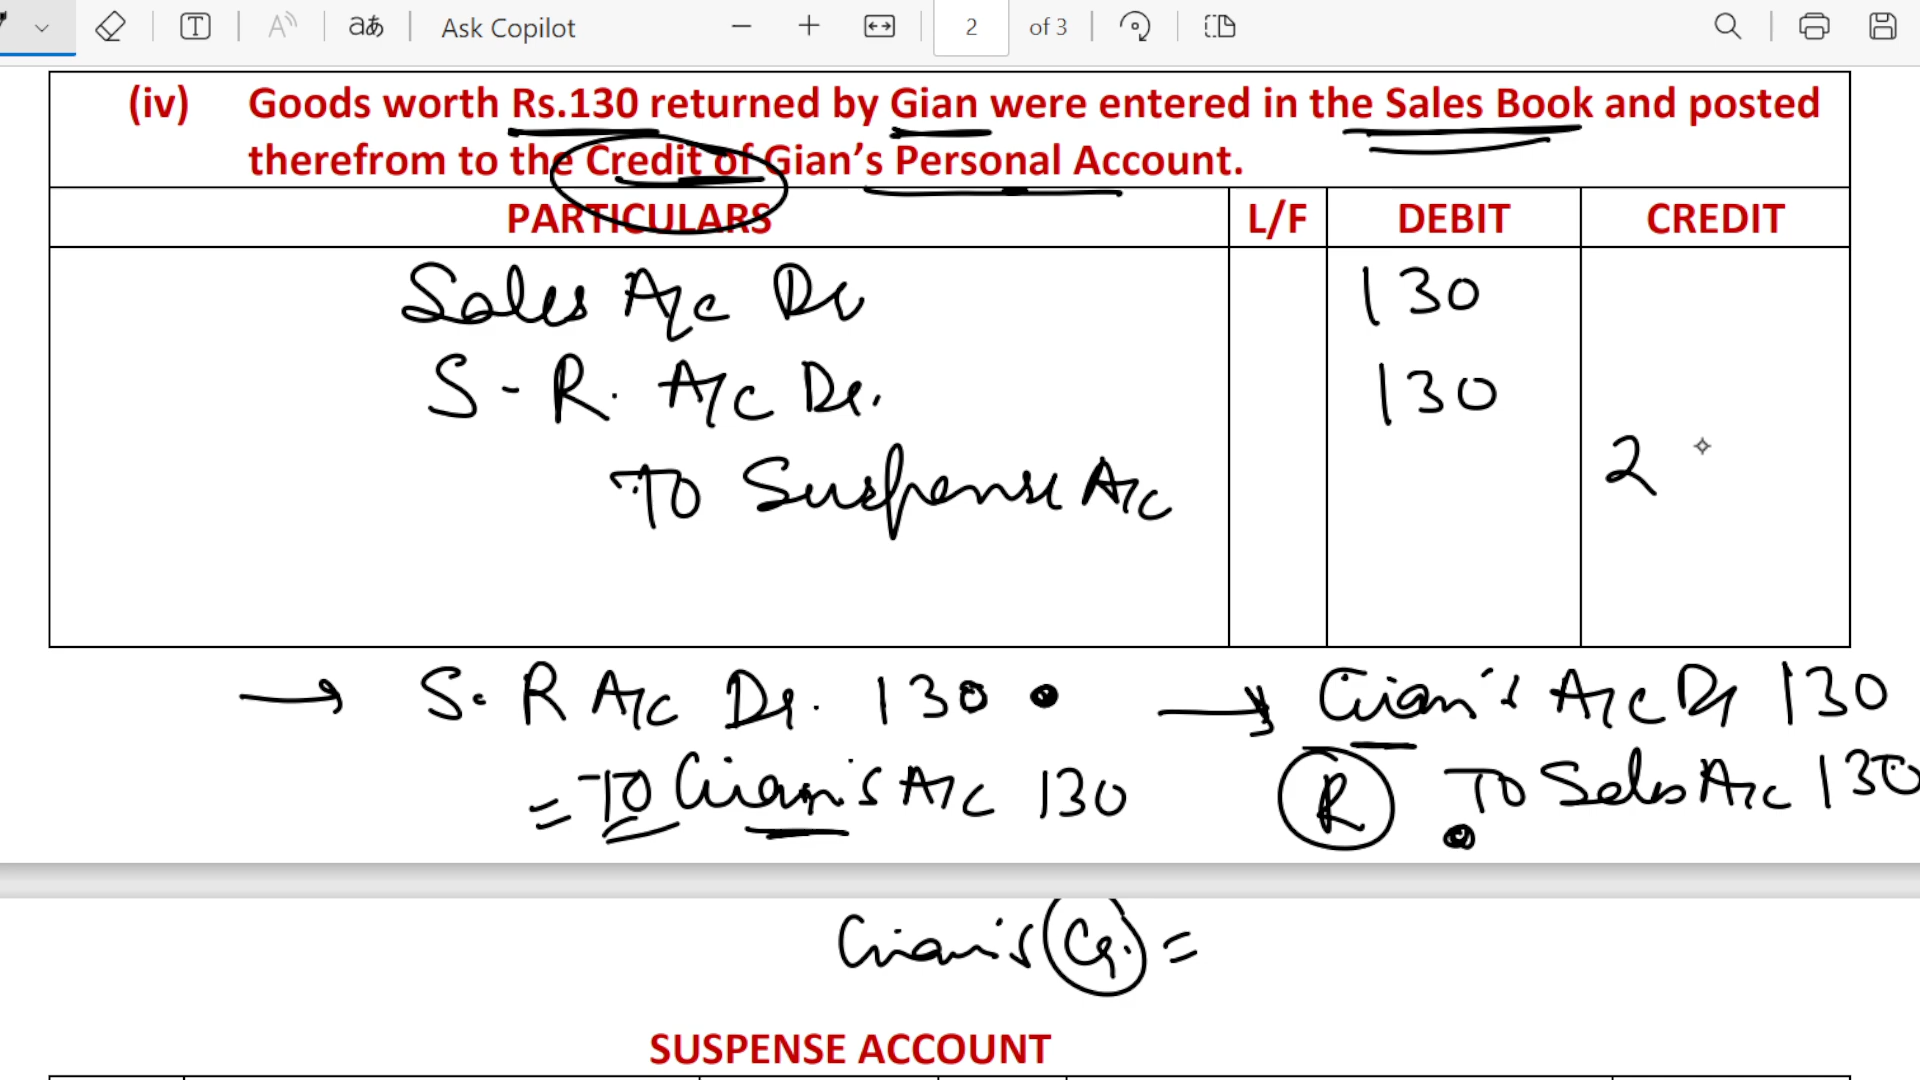 Ask Copilot 2 of 3
(iv) Goods worth Rs.130 returned by Gian were entered in the Sales Book and posted
therefrom to the Credit of Gian's Personal Account.
PARTICULARS L/F DEBIT CREDIT
Sales A/c Dr 130
S-R. A/c Dr. 130
To Suspense A/c 2
→ S. R A/c Dr. 130 → Gian's A/c Dr 130
= To Gian's A/c 130 R To Sales A/c 130
Gian's Cr. =
SUSPENSE ACCOUNT